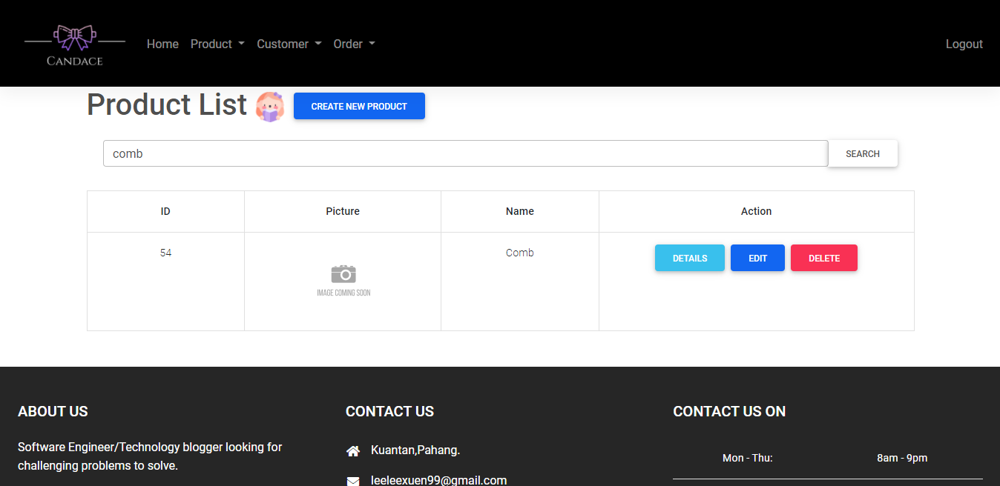 CANDACE
Home Product Customer Order Logout
Product List CREATE NEW PRODUCT
comb SEARCH
ID Picture Name Action
54 Comb DETAILS EDIT DELETE
IMAGE COMING SOON
ABOUT US
Software Engineer/Technology blogger looking for
challenging problems to solve.
CONTACT US
Kuantan,Pahang.
leeleexuen99@gmail.com
CONTACT US ON
Mon - Thu: 8am - 9pm